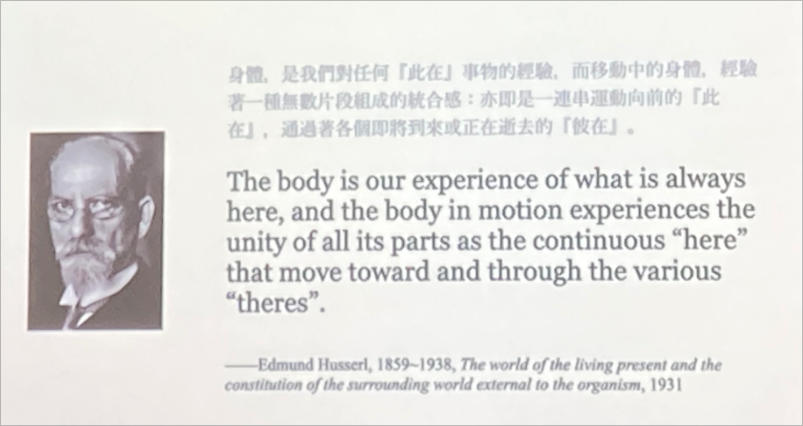 身體，是我們對任何『此在』事物的經驗，而移動中的身體，經驗
著一種無數片段組成的統合感：亦即是一連串運動向前的『此
在』，通過著各個即將到來或正在逝去的『彼在』。
The body is our experience of what is always
here, and the body in motion experiences the
unity of all its parts as the continuous “here”
that move toward and through the various
“theres”.
——Edmund Husserl, 1859~1938, The world of the living present and the
constitution of the surrounding world external to the organism, 1931